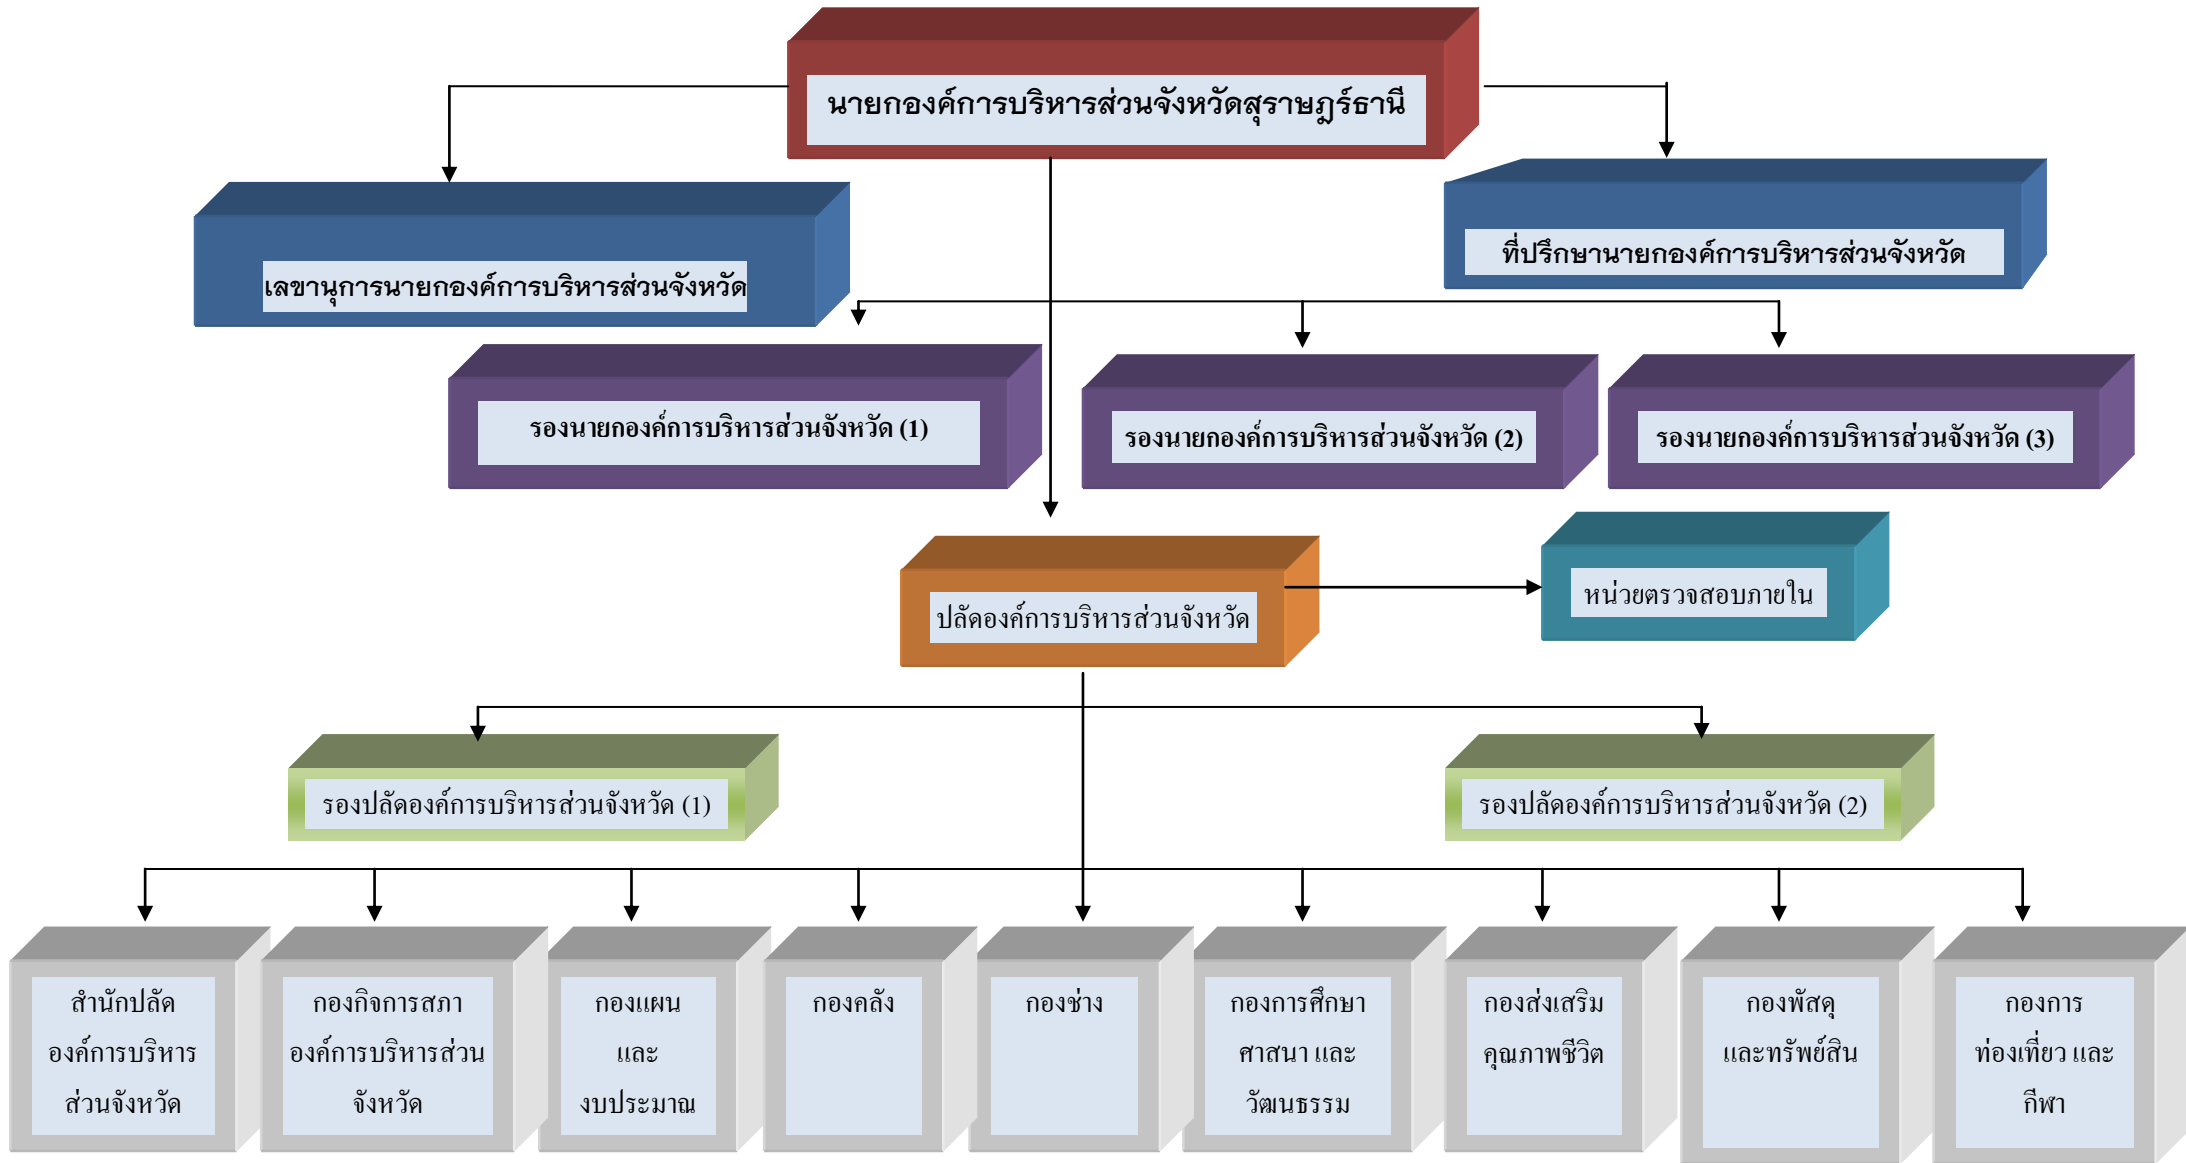 นายกองค์การบริหารส่วนจังหวัดสุราษฎร์ธานี
เลขานุการนายกองค์การบริหารส่วนจังหวัด
ที่ปรึกษานายกองค์การบริหารส่วนจังหวัด
รองนายกองค์การบริหารส่วนจังหวัด (1)
รองนายกองค์การบริหารส่วนจังหวัด (2)
รองนายกองค์การบริหารส่วนจังหวัด (3)
ปลัดองค์การบริหารส่วนจังหวัด
หน่วยตรวจสอบภายใน
รองปลัดองค์การบริหารส่วนจังหวัด (1)
รองปลัดองค์การบริหารส่วนจังหวัด (2)
สำนักปลัด
องค์การบริหาร
ส่วนจังหวัด
กองกิจการสภา
องค์การบริหารส่วน
จังหวัด
กองแผน
และ
งบประมาณ
กองคลัง
กองช่าง
กองการศึกษา
ศาสนา และ
วัฒนธรรม
กองส่งเสริม
คุณภาพชีวิต
กองพัสดุ
และทรัพย์สิน
กองการ
ท่องเที่ยว และ
กีฬา